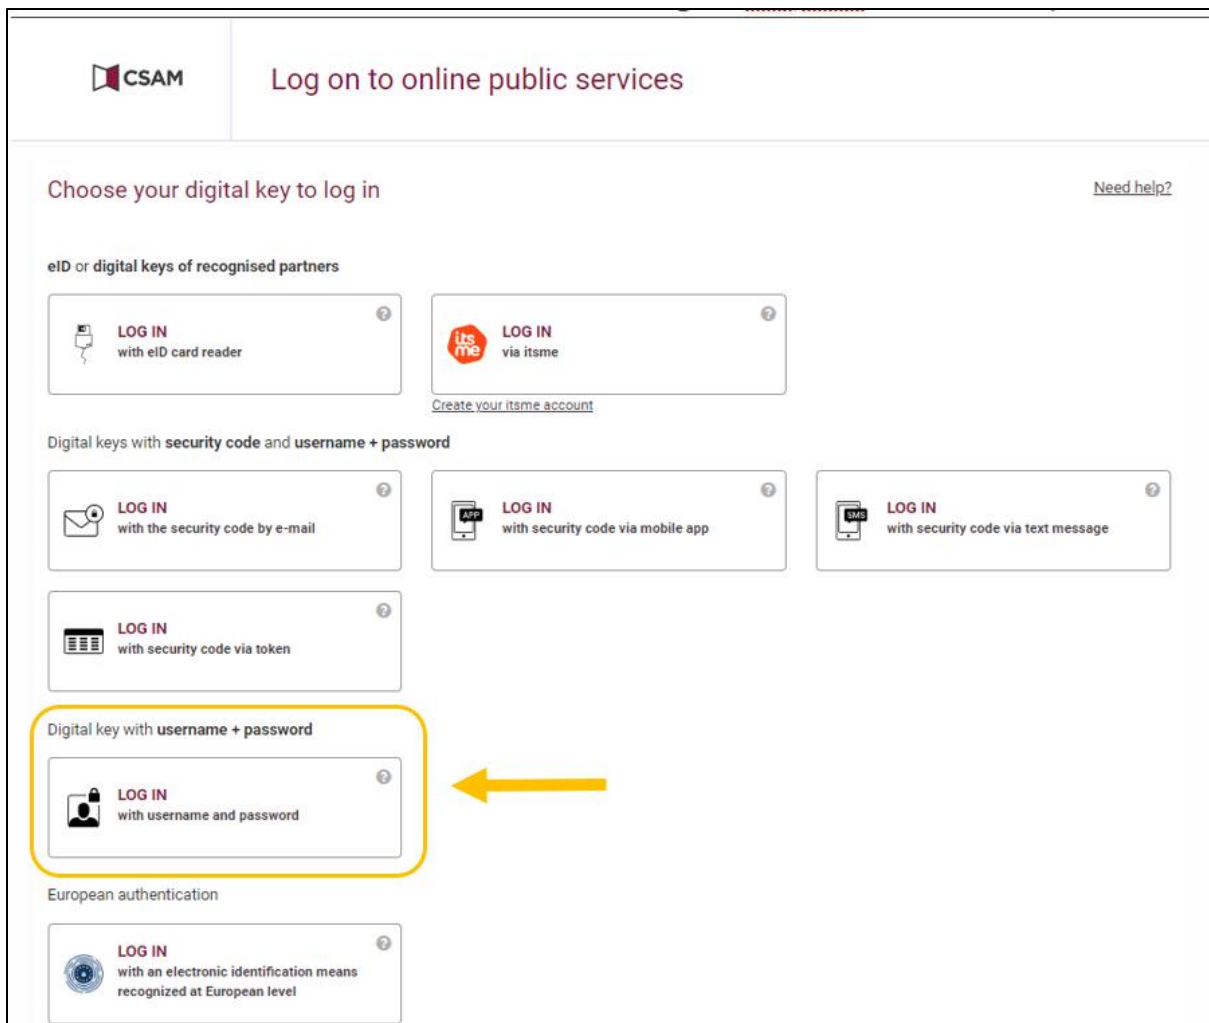 CSAM
Log on to online public services
Choose your digital key to log in
Need help?
eID or digital keys of recognised partners
LOG IN
with eID card reader
its
me
LOG IN
via itsme
Create your itsme account
Digital keys with security code and username + password
LOG IN
with the security code by e-mail
APP
LOG IN
with security code via mobile app
SMS
LOG IN
with security code via text message
LOG IN
with security code via token
Digital key with username + password
LOG IN
with username and password
European authentication
LOG IN
with an electronic identification means
recognized at European level